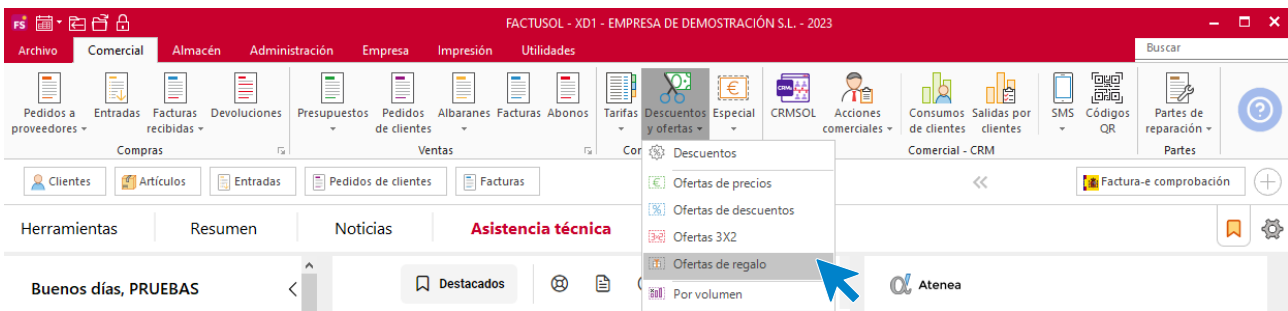 FS
FACTUSOL - XD1 - EMPRESA DE DEMOSTRACIÓN S.L. - 2023
Archivo Comercial Almacén Administración Empresa Impresión Utilidades Buscar
Pedidos a proveedores
Entradas
Facturas recibidas
Devoluciones
Presupuestos
Pedidos de clientes
Albaranes
Facturas
Abonos
Tarifas
Descuentos y ofertas
Especial
CRM
CRMSOL
Acciones comerciales
Consumos de clientes
Salidas por clientes
SMS
Códigos QR
Partes de reparación
?
Compras Ventas Cor Comercial - CRM Partes
Clientes Artículos Entradas Pedidos de clientes Facturas Factura-e comprobación
Descuentos
Ofertas de precios
Ofertas de descuentos
Ofertas 3X2
Ofertas de regalo
Por volumen
Herramientas Resumen Noticias Asistencia técnica
Buenos días, PRUEBAS
Destacados
Atenea